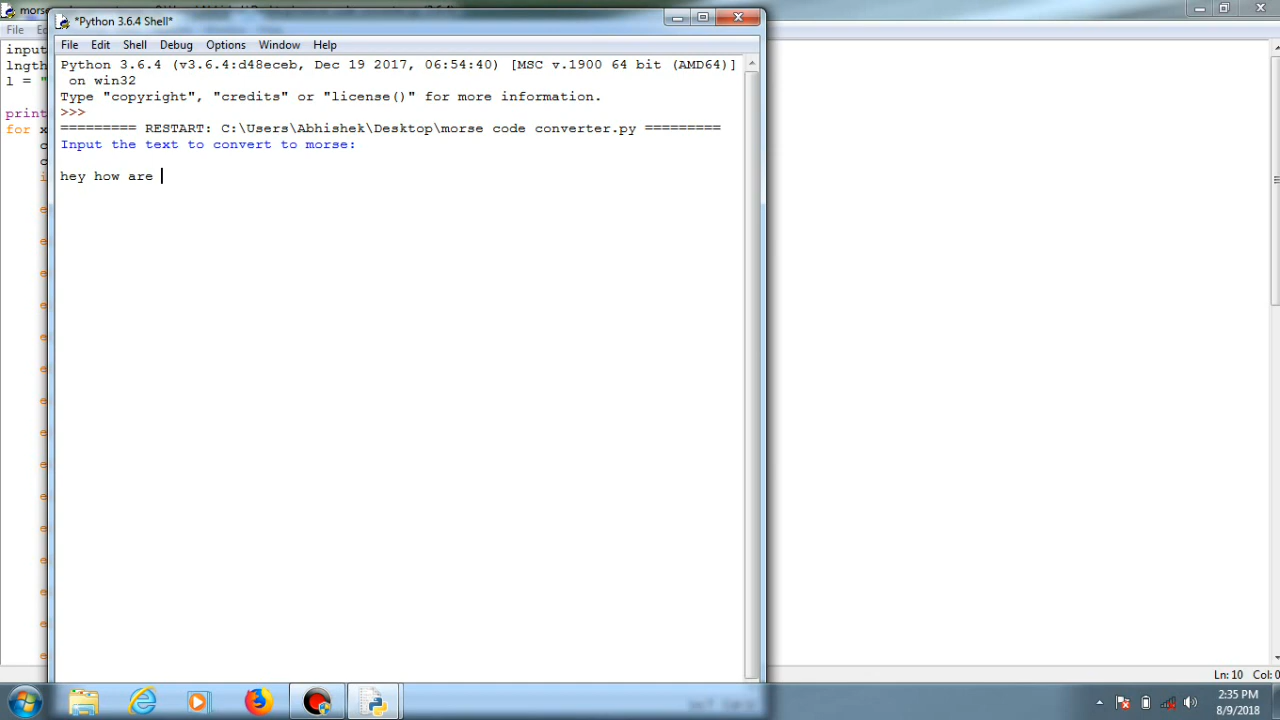 *Python 3.6.4 Shell*
File Edit Shell Debug Options Window Help
Python 3.6.4 (v3.6.4:d48eceb, Dec 19 2017, 06:54:40) [MSC v.1900 64 bit (AMD64)]
on win32
Type "copyright", "credits" or "license()" for more information.
>>>
========= RESTART: C:\Users\Abhishek\Desktop\morse code converter.py =========
Input the text to convert to morse:
hey how are
File
input
lngth
l = "
print
for x
Ln: 10
2:35 PM
8/9/2018